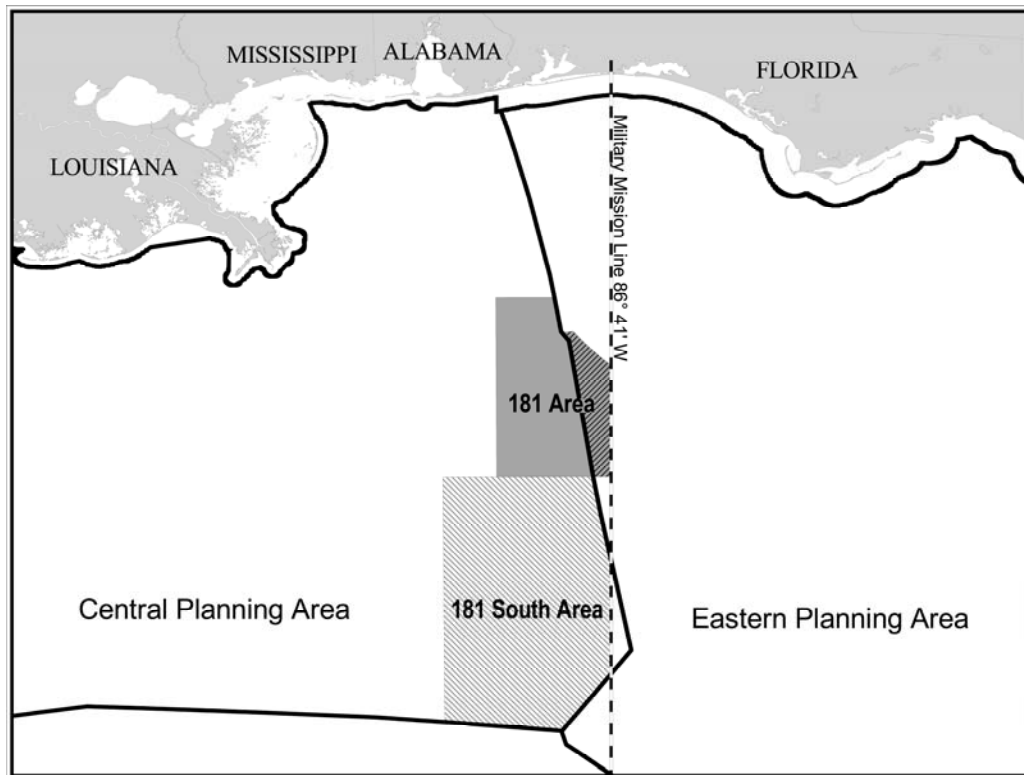 MISSISSIPPI
ALABAMA
FLORIDA
LOUISIANA
Military Mission Line 86° 41' W
181 Area
181 South Area
Central Planning Area
Eastern Planning Area